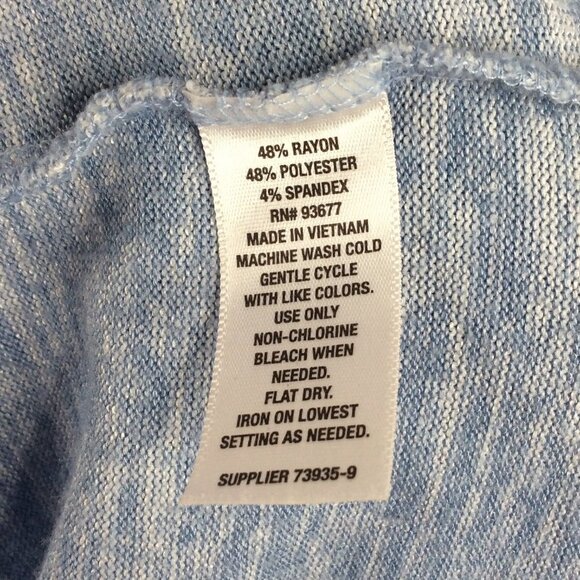 48% RAYON
48% POLYESTER
4% SPANDEX
RN# 93677
MADE IN VIETNAM
MACHINE WASH COLD
GENTLE CYCLE
WITH LIKE COLORS.
USE ONLY
NON-CHLORINE
BLEACH WHEN
NEEDED.
FLAT DRY.
IRON ON LOWEST
SETTING AS NEEDED.
SUPPLIER 73935-9